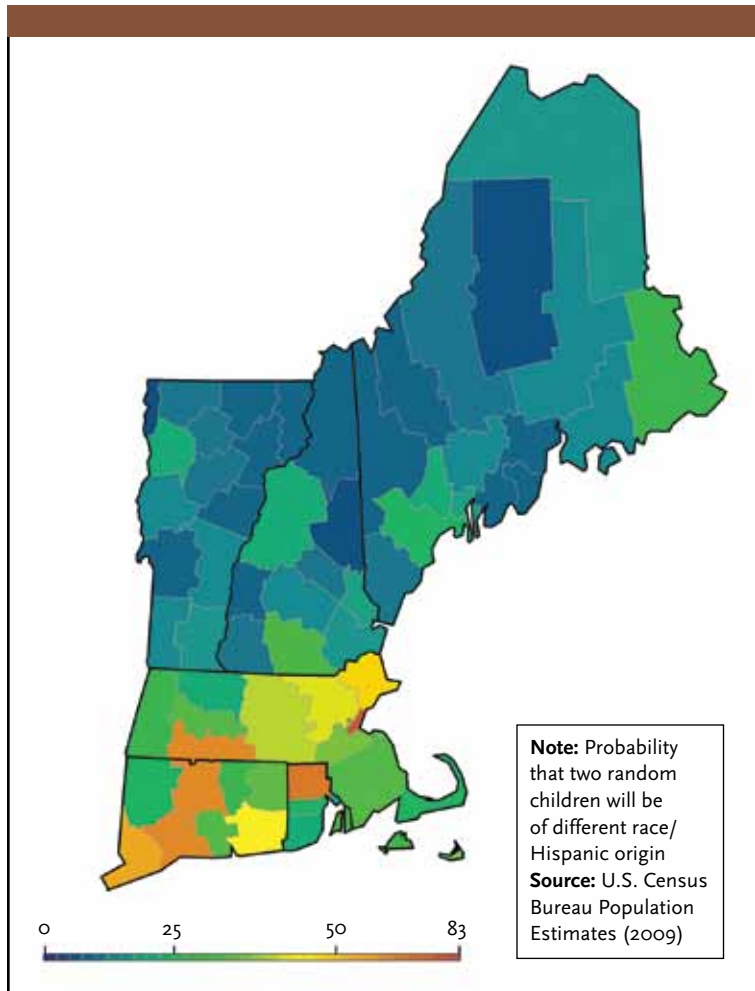 Note: Probability
that two random
children will be
of different race/
Hispanic origin
Source: U.S. Census
Bureau Population
Estimates (2009)
0 25 50 83